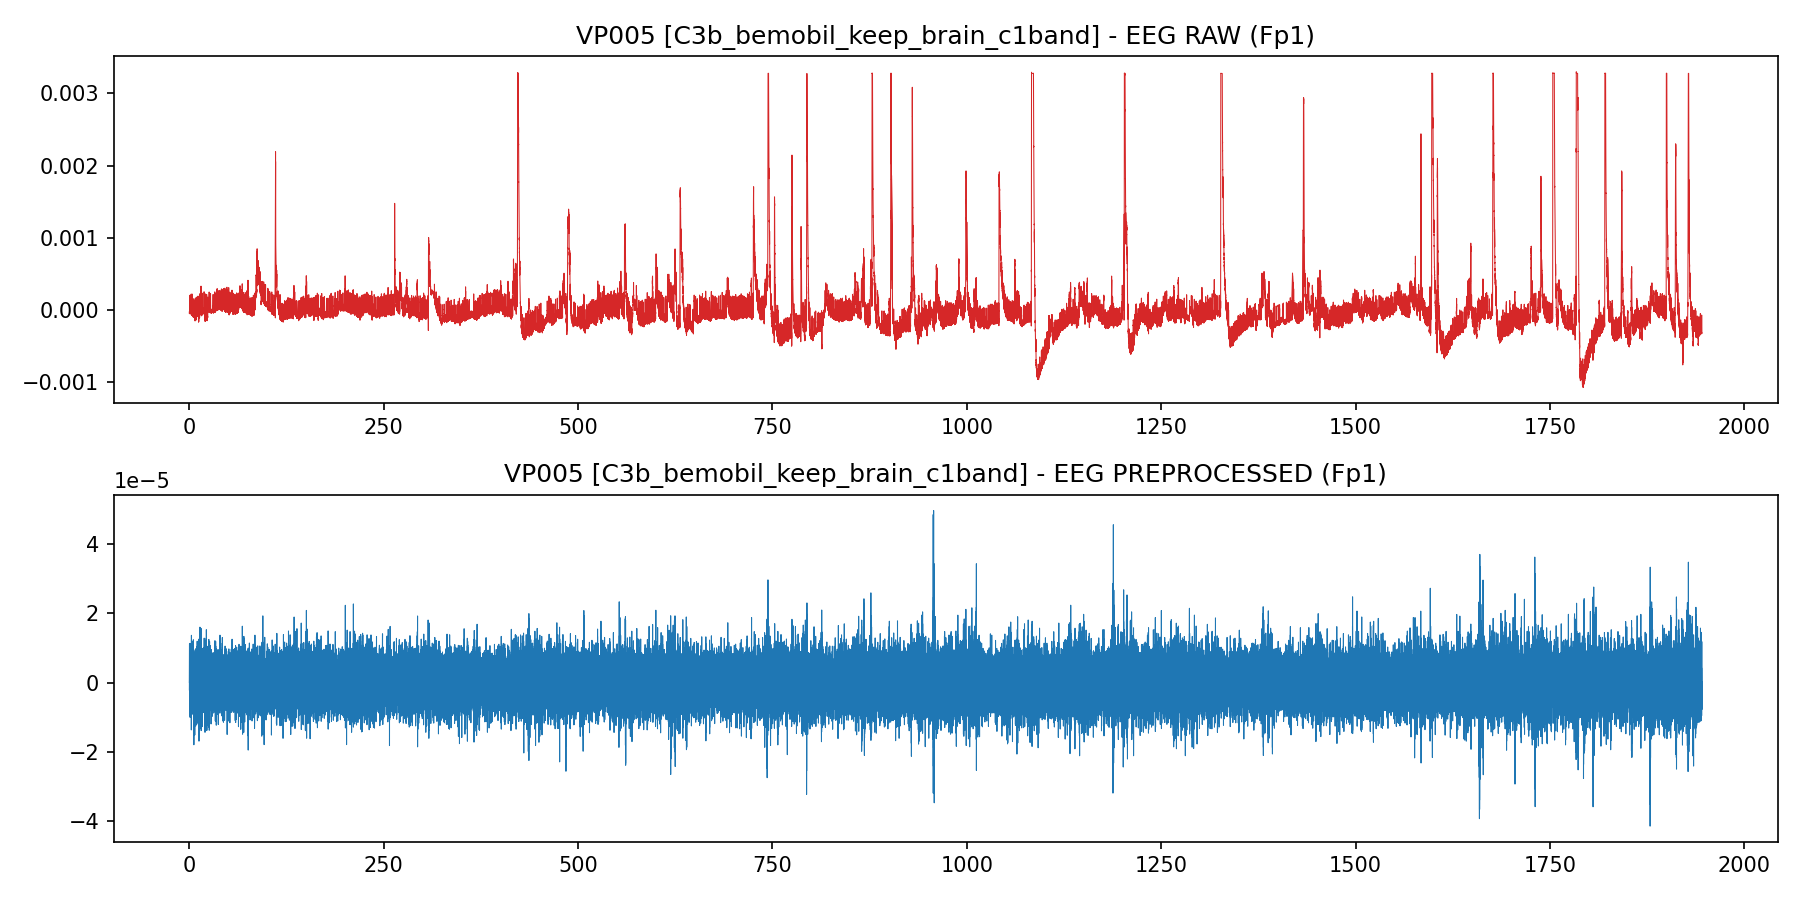 VP005 [C3b_bemobil_keep_brain_c1band] - EEG RAW (Fp1)
0.003
0.002
0.001
0.000
−0.001
0 250 500 750 1000 1250 1500 1750 2000
VP005 [C3b_bemobil_keep_brain_c1band] - EEG PREPROCESSED (Fp1)
1e−5
4
2
0
−2
−4
0 250 500 750 1000 1250 1500 1750 2000